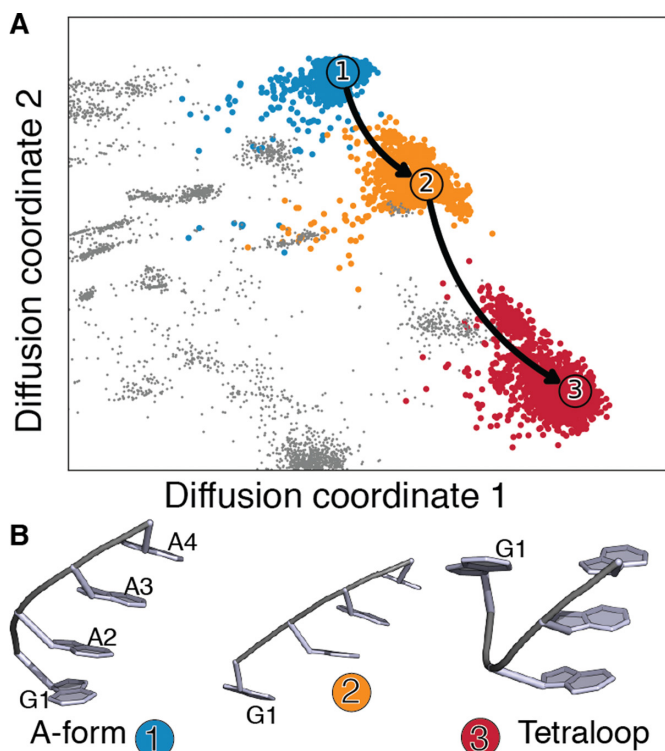 A
Diffusion coordinate 2
1
2
3
Diffusion coordinate 1
B
A4
A3
A2
G1
A-form 1
G1
2
G1
3 Tetraloop